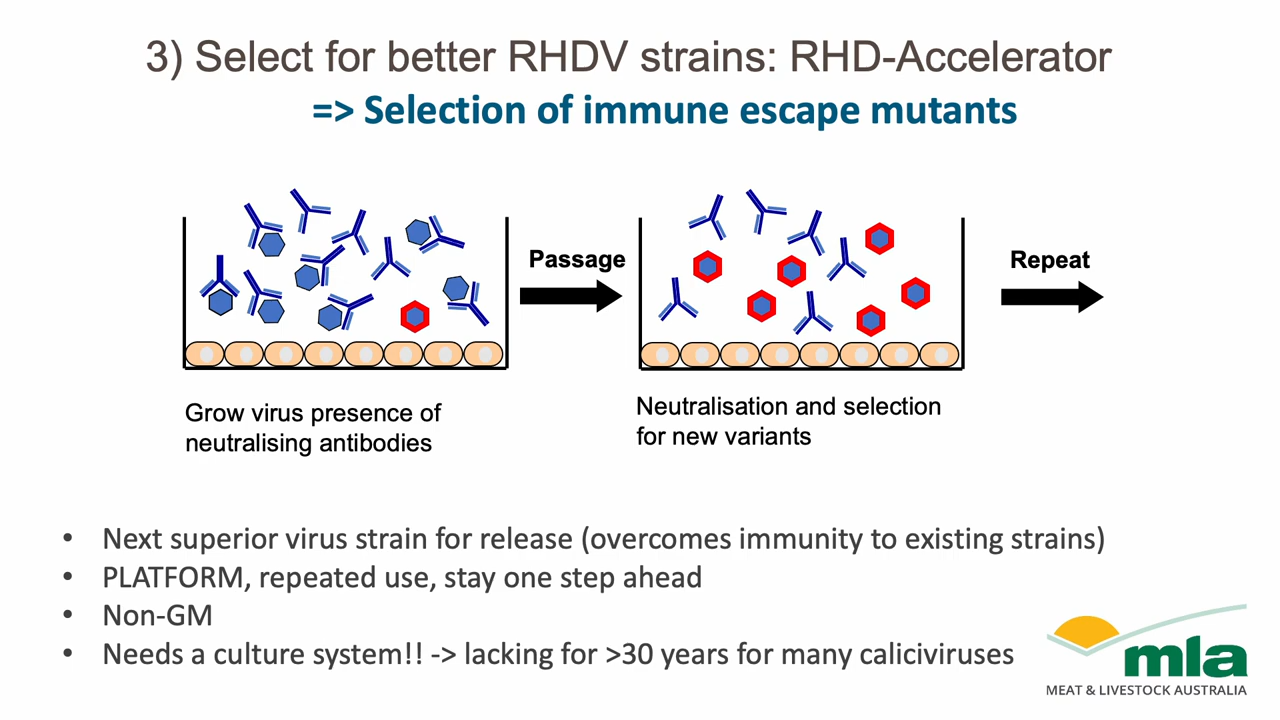 3) Select for better RHDV strains: RHD-Accelerator
=> Selection of immune escape mutants
Passage
Repeat
Grow virus presence of
neutralising antibodies
Neutralisation and selection
for new variants
• Next superior virus strain for release (overcomes immunity to existing strains)
• PLATFORM, repeated use, stay one step ahead
• Non-GM
• Needs a culture system!! -> lacking for >30 years for many caliciviruses
mla
MEAT & LIVESTOCK AUSTRALIA